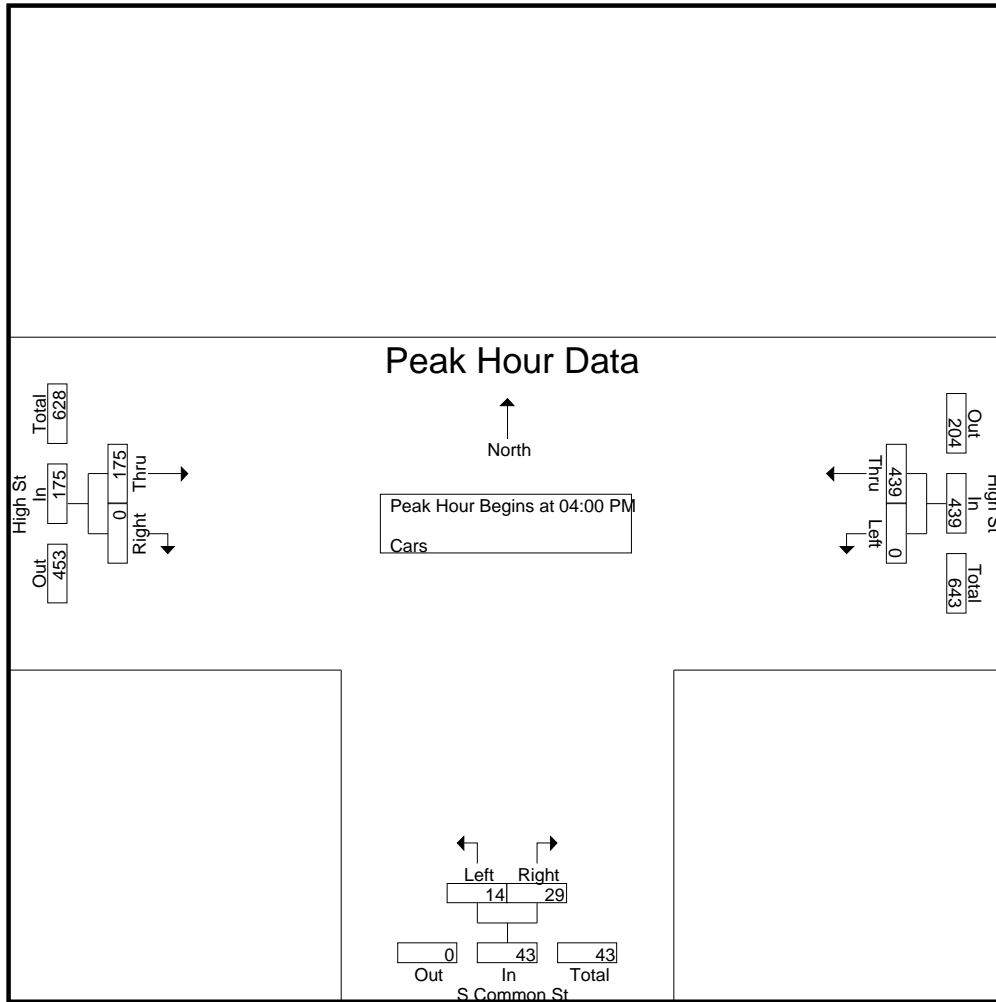 Peak Hour Data
North
Peak Hour Begins at 04:00 PM
Cars
High St
Out In Total
453 175 628
Right Thru
0 175
High St
Out In Total
204 439 643
Thru Left
439 0
Left Right
14 29
0 43 43
Out In Total
S Common St